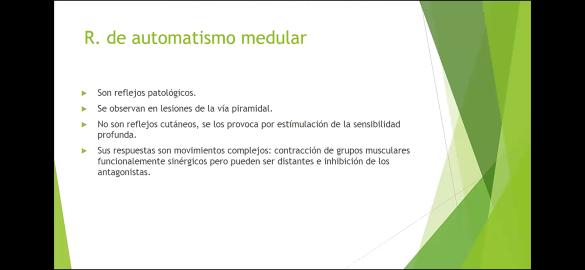 R. de automatismo medular
Son reflejos patológicos.
Se observan en lesiones de la vía piramidal.
No son reflejos cutáneos, se los provoca por estímulación de la sensibilidad
profunda.
Sus respuestas son movimientos complejos: contracción de grupos musculares
funcionalemente sinérgicos pero pueden ser distantes e inhibición de los
antagonistas.